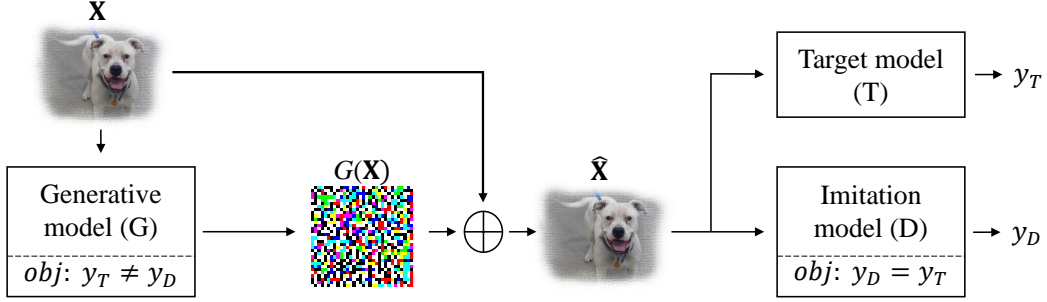 X
Target model
(T)
y_T
Generative
model (G)
obj: y_T ≠ y_D
G(X)
X̂
Imitation
model (D)
obj: y_D = y_T
y_D